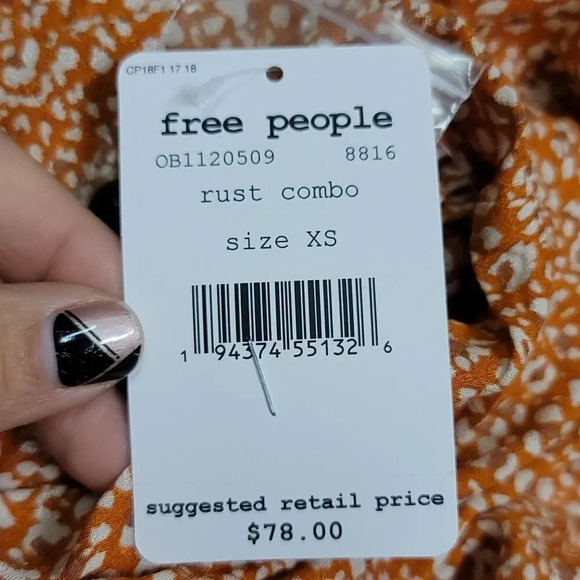 CP18F1 17 18
free people
OB1120509 8816
rust combo
size XS
1 94374 55132 6
suggested retail price
$78.00